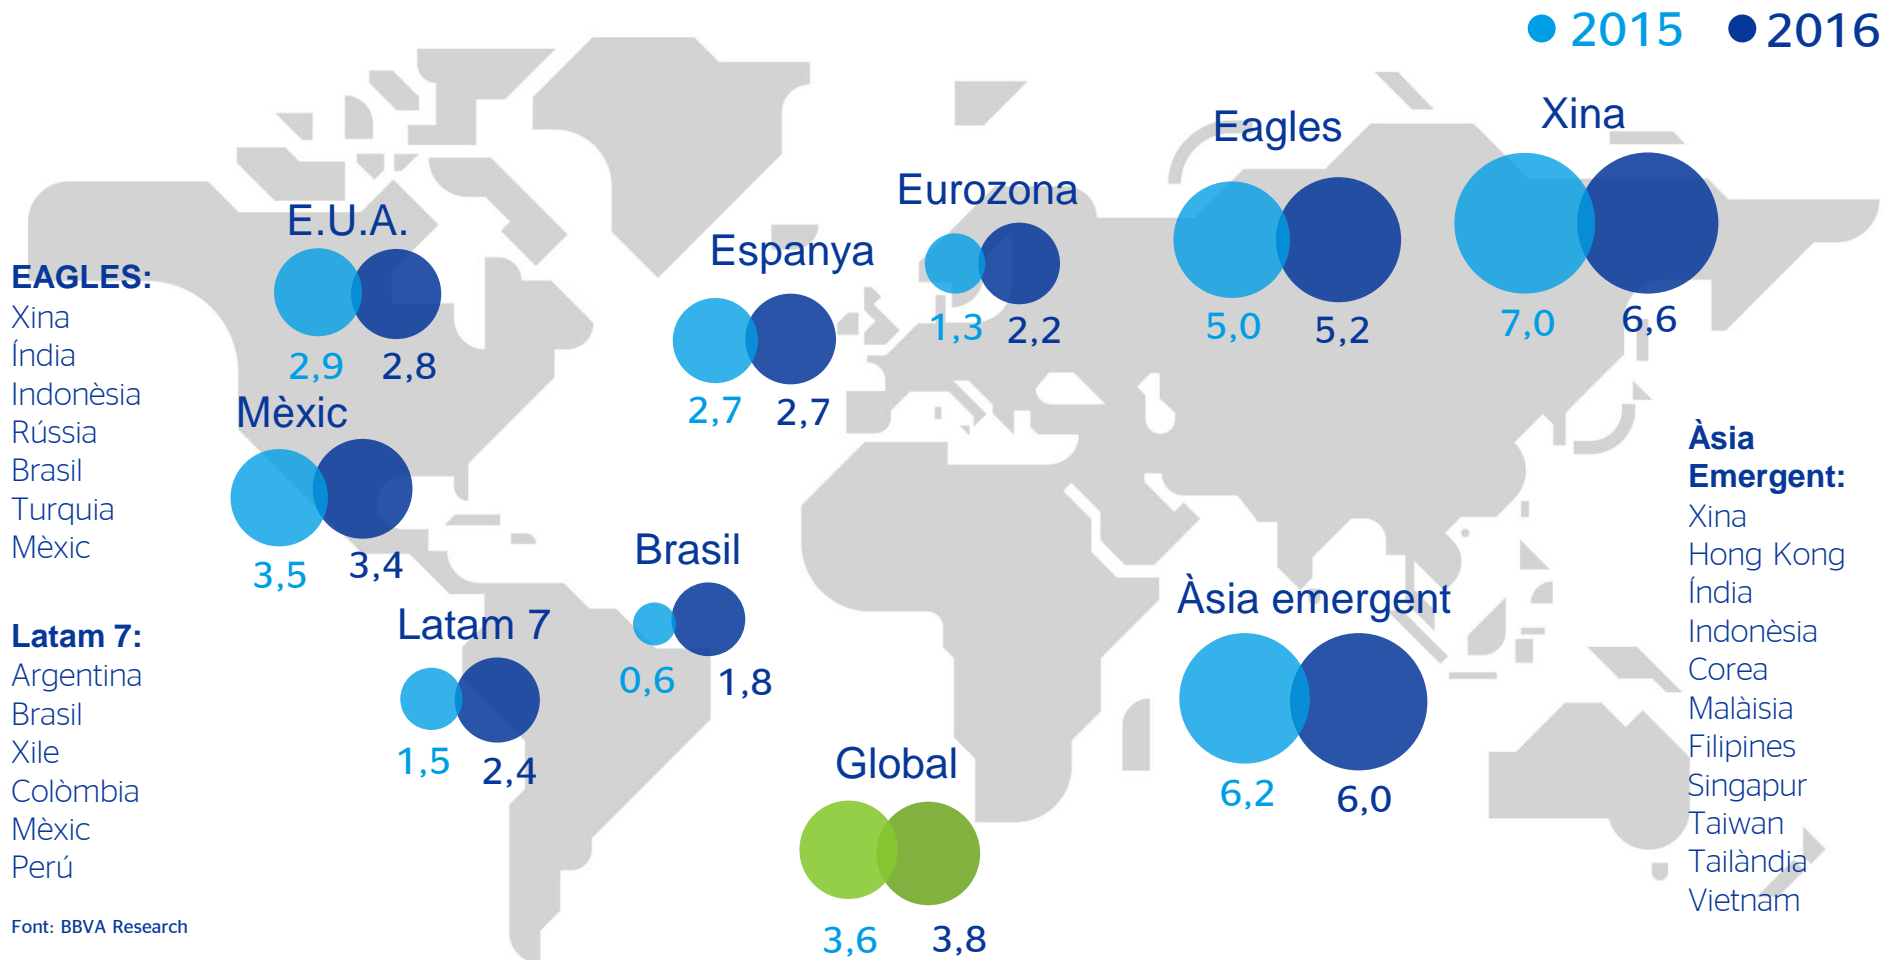 2015 2016
E.U.A.
2,9 2,8
Mèxic
3,5 3,4
Latam 7
1,5 2,4
Brasil
0,6 1,8
Espanya
2,7 2,7
Eurozona
1,3 2,2
Eagles
5,0 5,2
Xina
7,0 6,6
Àsia emergent
6,2 6,0
Global
3,6 3,8
EAGLES:
Xina
Índia
Indonèsia
Rússia
Brasil
Turquia
Mèxic
Latam 7:
Argentina
Brasil
Xile
Colòmbia
Mèxic
Perú
Font: BBVA Research
Àsia
Emergent:
Xina
Hong Kong
Índia
Indonèsia
Corea
Malàisia
Filipines
Singapur
Taiwan
Tailàndia
Vietnam